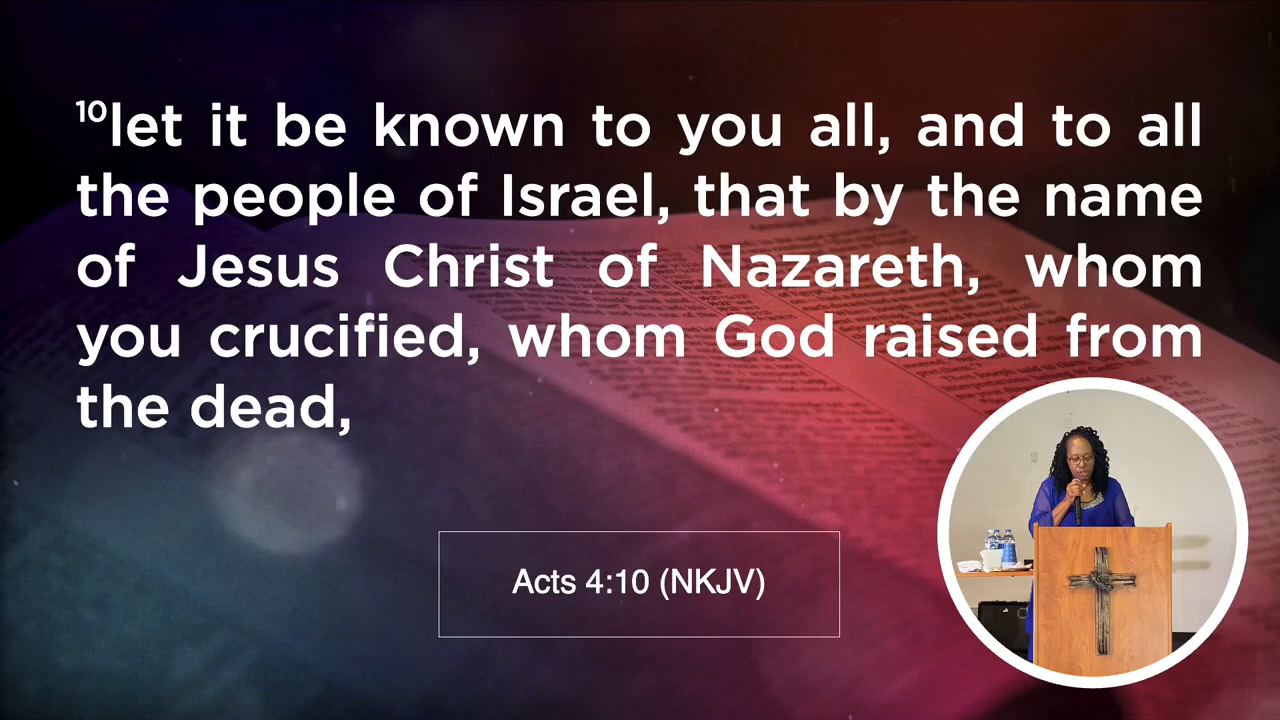 10let it be known to you all, and to all
the people of Israel, that by the name
of Jesus Christ of Nazareth, whom
you crucified, whom God raised from
the dead,
Acts 4:10 (NKJV)